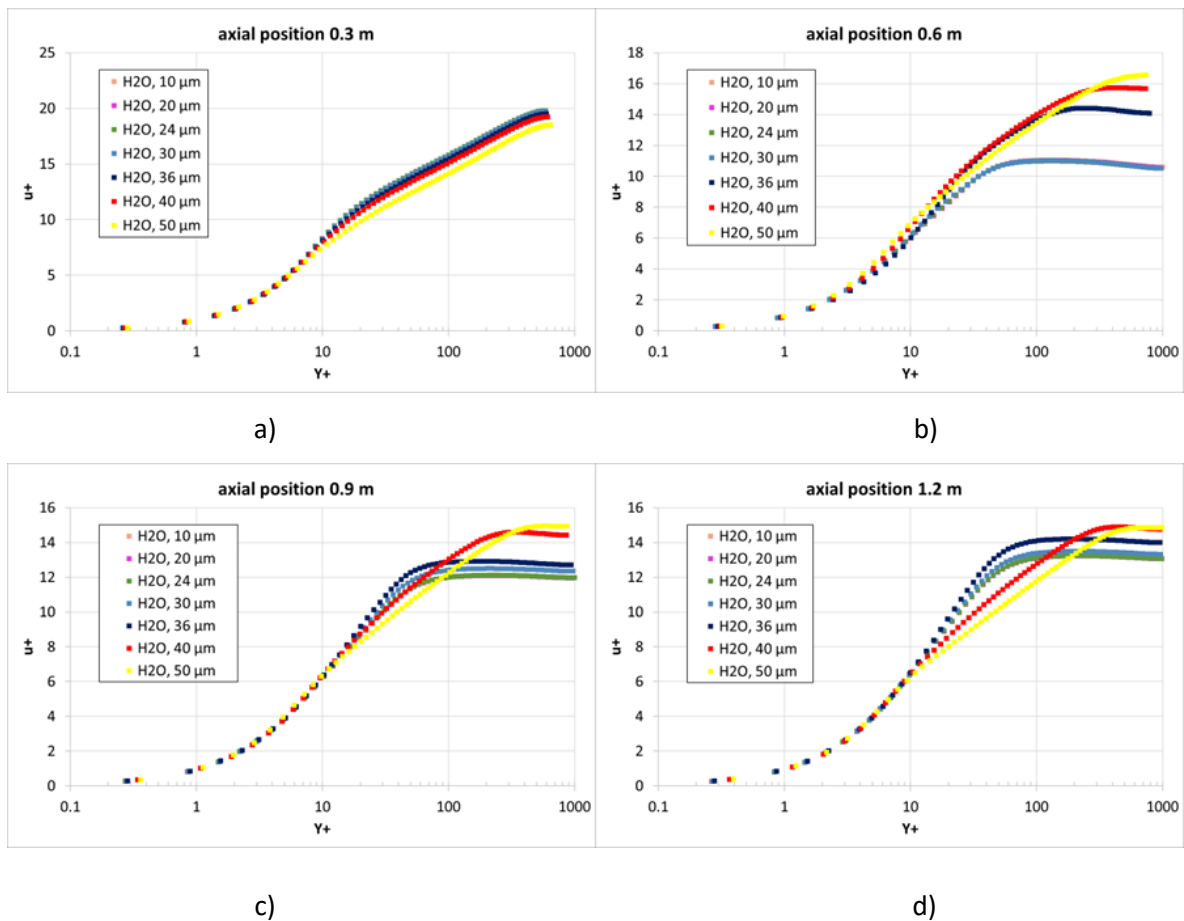 axial position 0.3 m
25
20
15
10
5
0
u+
H2O, 10 µm
H2O, 20 µm
H2O, 24 µm
H2O, 30 µm
H2O, 36 µm
H2O, 40 µm
H2O, 50 µm
0.1 1 10 100 1000
Y+
a)
axial position 0.6 m
18
16
14
12
10
8
6
4
2
0
u+
H2O, 10 µm
H2O, 20 µm
H2O, 24 µm
H2O, 30 µm
H2O, 36 µm
H2O, 40 µm
H2O, 50 µm
0.1 1 10 100 1000
Y+
b)
axial position 0.9 m
16
14
12
10
8
6
4
2
0
u+
H2O, 10 µm
H2O, 20 µm
H2O, 24 µm
H2O, 30 µm
H2O, 36 µm
H2O, 40 µm
H2O, 50 µm
0.1 1 10 100 1000
Y+
c)
axial position 1.2 m
16
14
12
10
8
6
4
2
0
u+
H2O, 10 µm
H2O, 20 µm
H2O, 24 µm
H2O, 30 µm
H2O, 36 µm
H2O, 40 µm
H2O, 50 µm
0.1 1 10 100 1000
Y+
d)